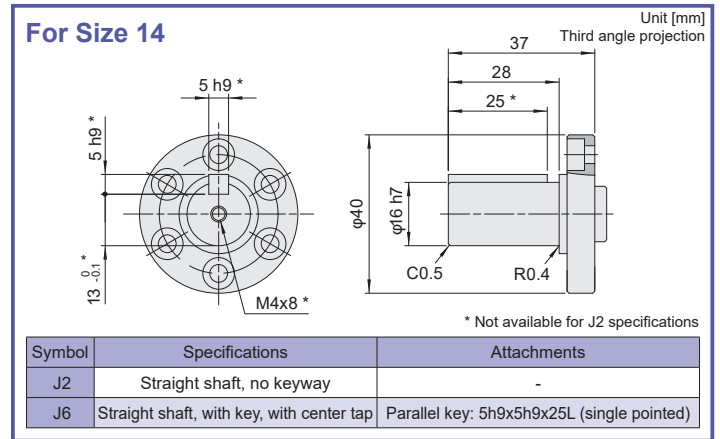 For Size 14
Unit [mm]
Third angle projection
37
28
25 *
5 h9 *
5 h9 *
13 0 -0.1 *
M4x8 *
φ40
φ16 h7
C0.5
R0.4
* Not available for J2 specifications
Symbol Specifications Attachments
J2 Straight shaft, no keyway -
J6 Straight shaft, with key, with center tap Parallel key: 5h9x5h9x25L (single pointed)